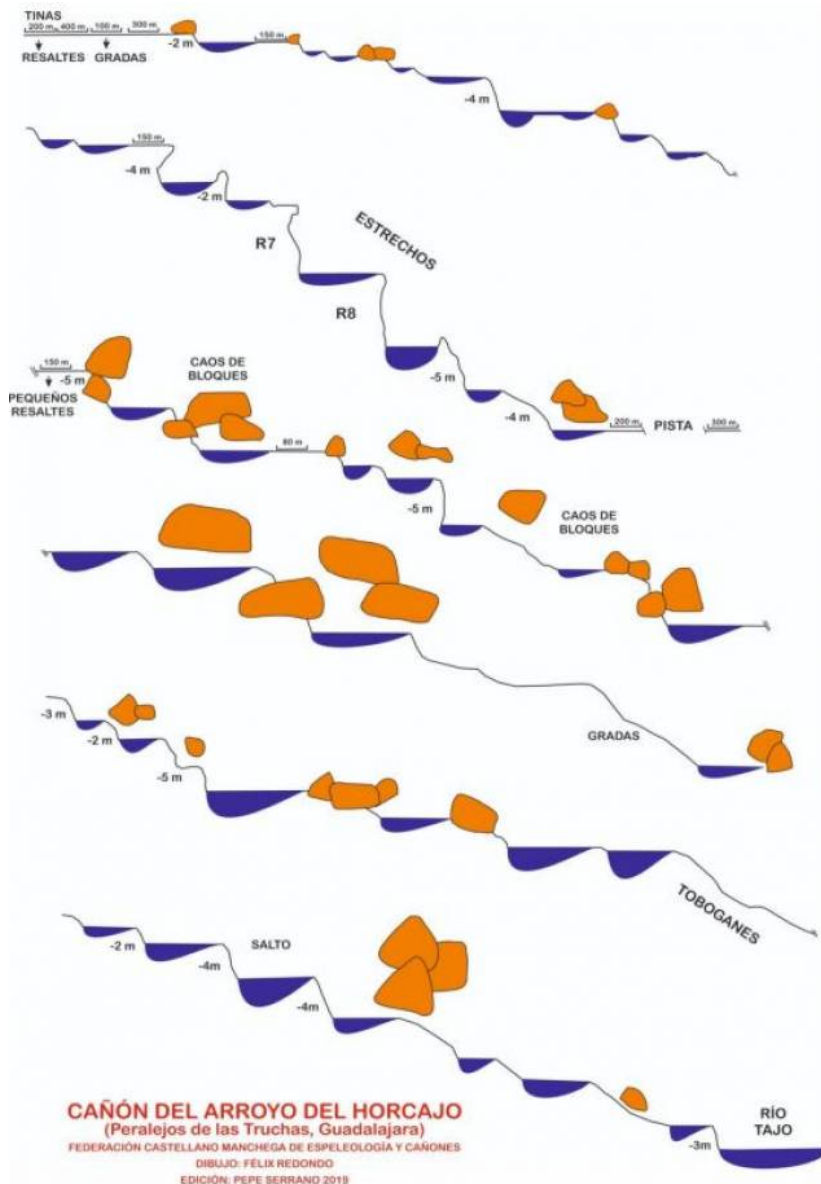 TINAS
200 m 400 m 100 m 300 m
RESALTES GRADAS
-2 m
150 m
-4 m
150 m
-4 m
-2 m
R7
ESTRECHOS
R8
-5 m
-4 m
200 m
PISTA
300 m
150 m
-5 m
PEQUEÑOS
RESALTES
CAOS DE
BLOQUES
60 m
-5 m
CAOS DE
BLOQUES
GRADAS
-3 m
-2 m
-5 m
TOBOGANES
-2 m
SALTO
-4m
-4m
-3m
RÍO
TAJO
CAÑÓN DEL ARROYO DEL HORCAJO
(Peralejos de las Truchas, Guadalajara)
FEDERACIÓN CASTELLANO MANCHEGA DE ESPELEOLOGÍA Y CAÑONES
DIBUJO: FÉLIX REDONDO
EDICIÓN: PEPE SERRANO 2019